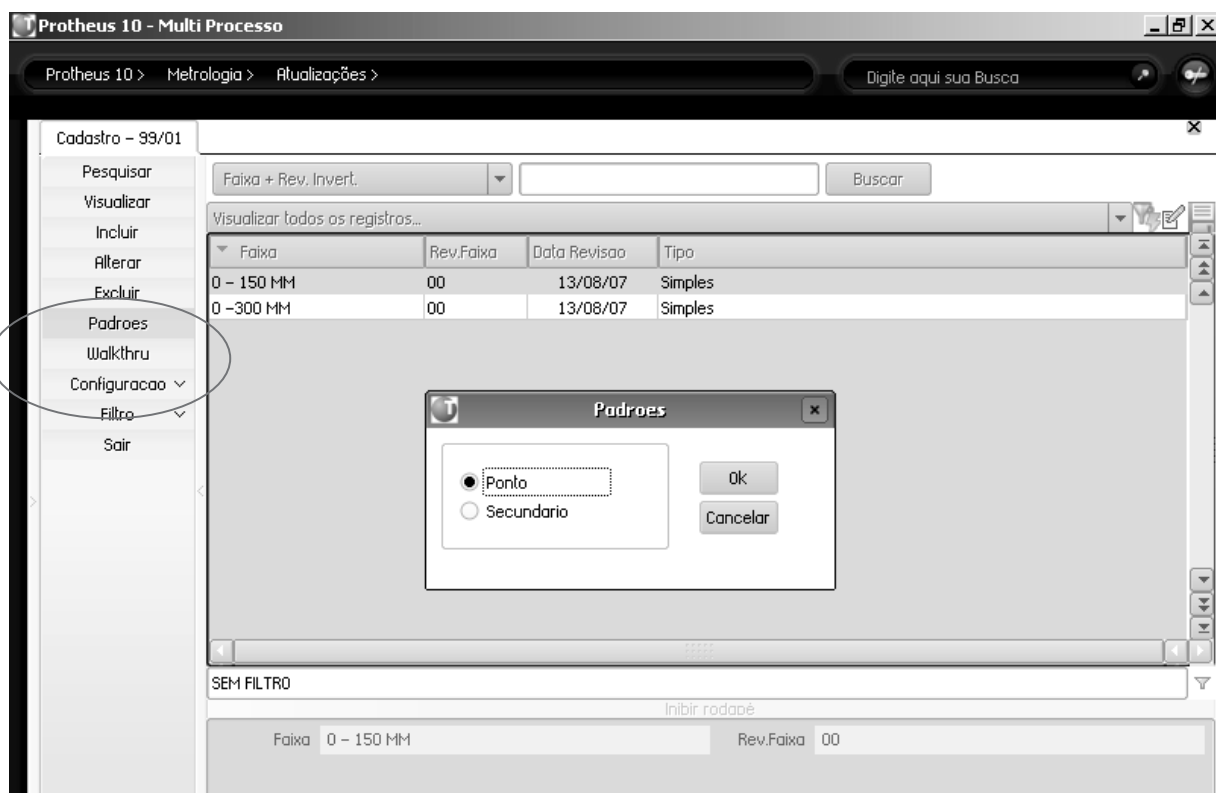 Protheus 10 - Multi Processo
Protheus 10 > Metrologia > Atualizações >
Digite aqui sua Busca
Cadastro - 99/01
Pesquisar
Visualizar
Incluir
Alterar
Excluir
Padroes
Walkthru
Configuracao
Filtro
Sair
Faixa + Rev. Invert.
Buscar
Visualizar todos os registros...
Faixa Rev.Faixa Data Revisao Tipo
0 - 150 MM 00 13/08/07 Simples
0 -300 MM 00 13/08/07 Simples
Padroes
Ponto
Secundario
Ok
Cancelar
SEM FILTRO
Inibir rodapé
Faixa 0 - 150 MM Rev.Faixa 00